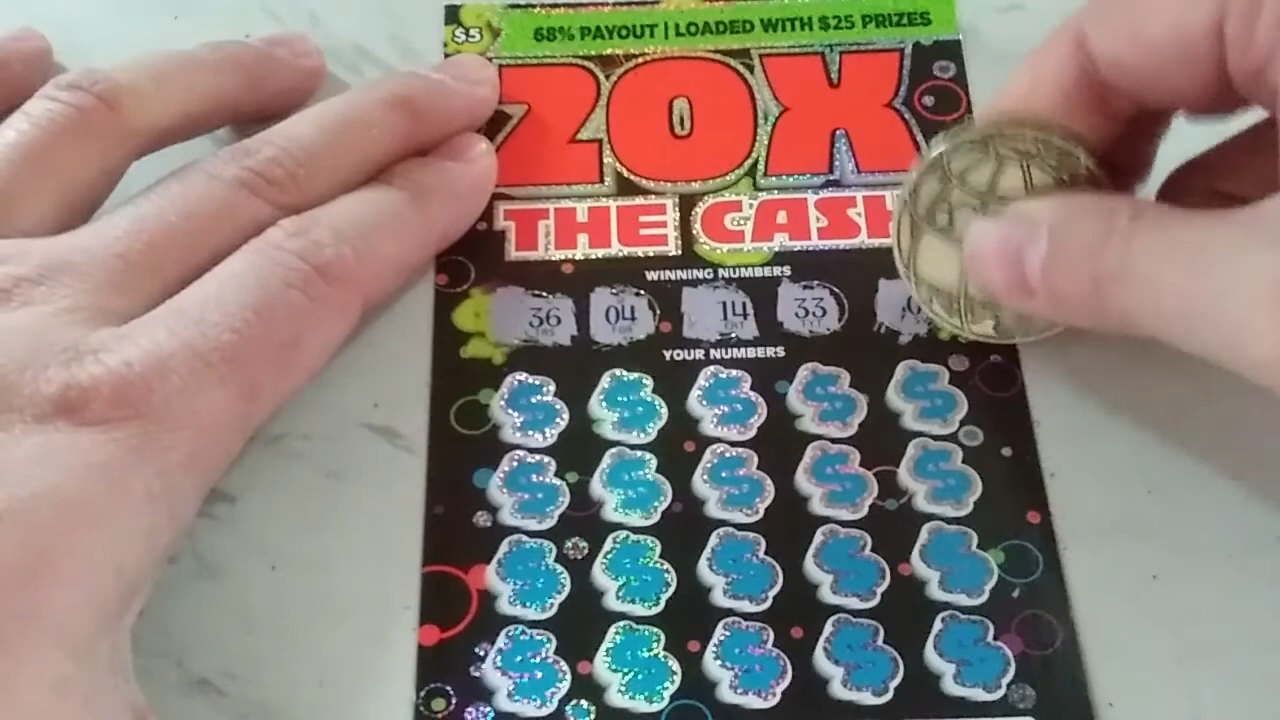 $5
68% PAYOUT | LOADED WITH $25 PRIZES
20X
THE CASH
WINNING NUMBERS
36 04 14 33
YOUR NUMBERS
$ $ $ $ $
$ $ $ $ $
$ $ $ $ $
$ $ $ $ $